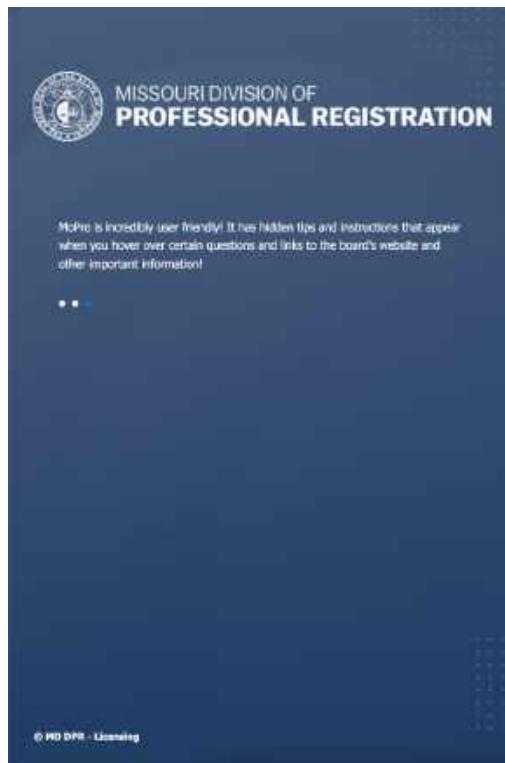 MISSOURI DIVISION OF
PROFESSIONAL REGISTRATION
MoPro is incredibly user friendly! It has hidden tips and instructions that appear
when you hover over certain questions and links to the board's website and
other important information!
© MO DPR - Licensing